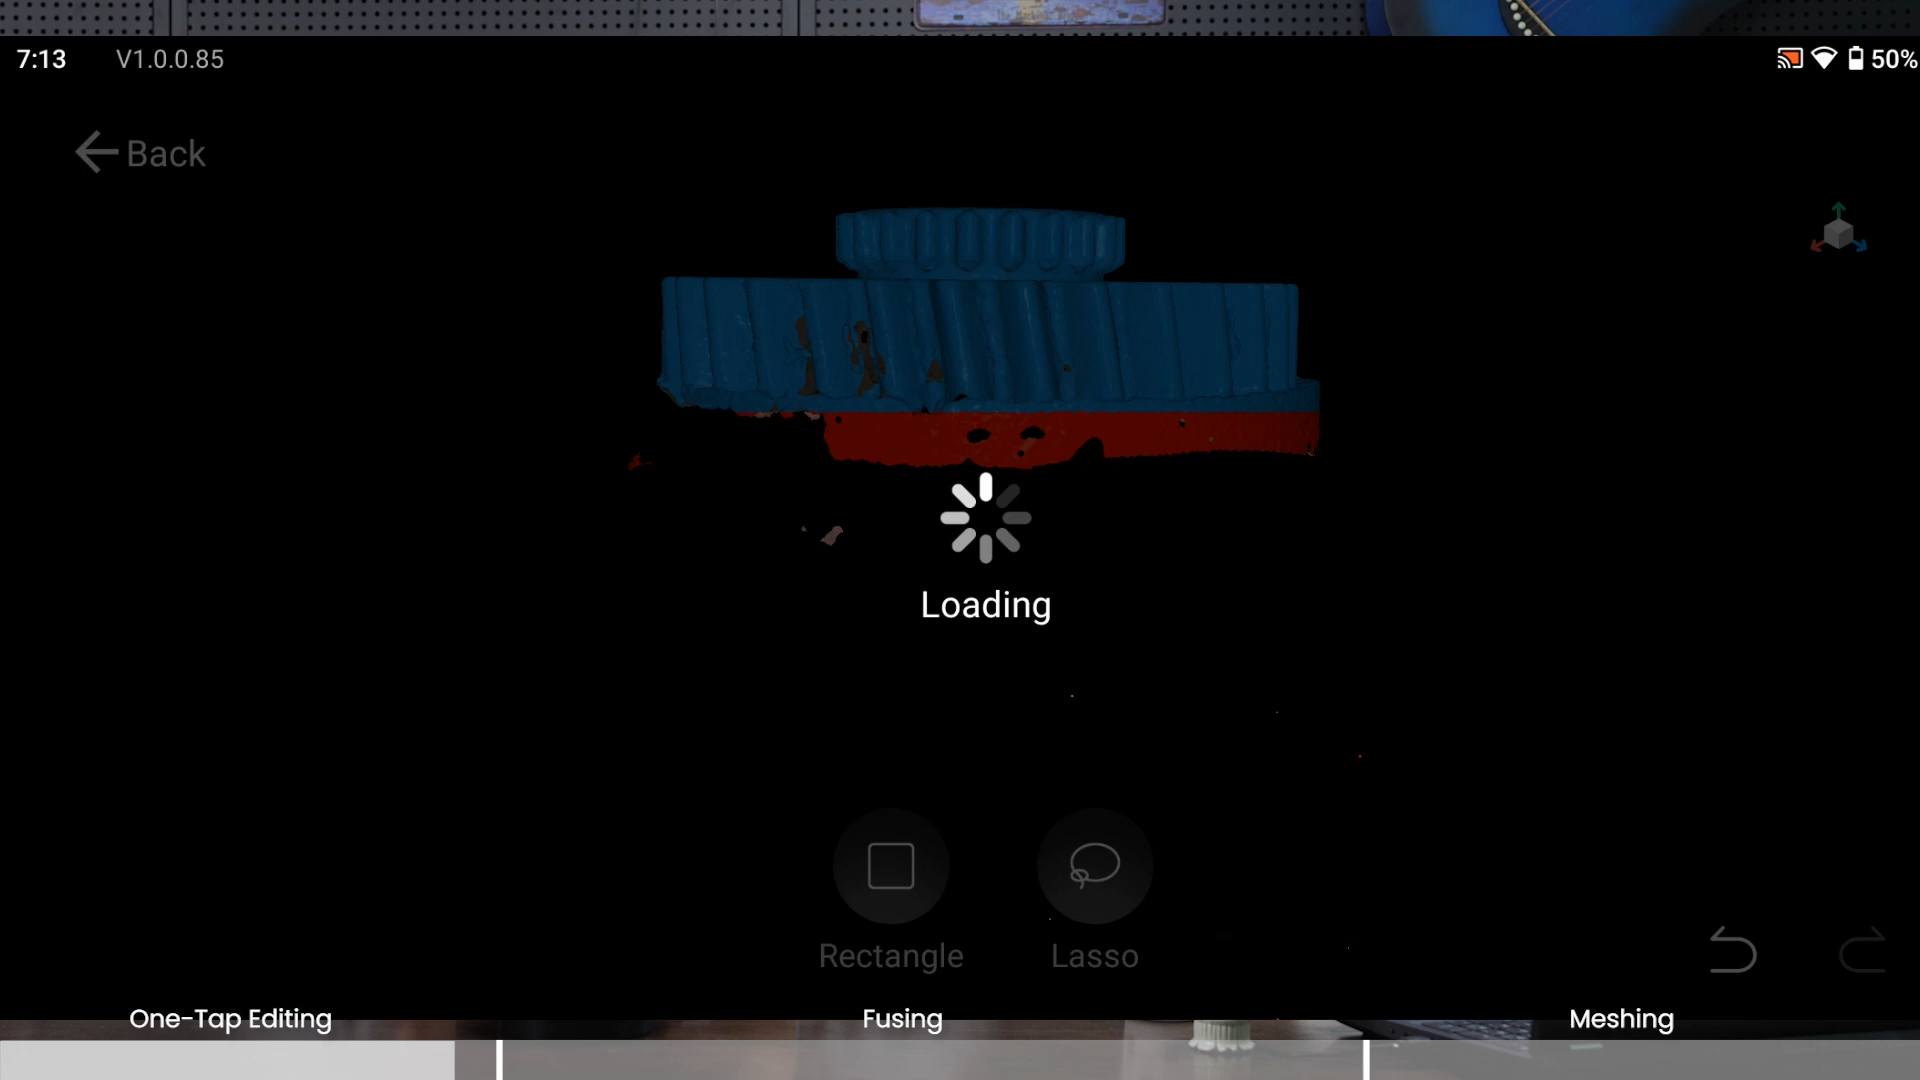 7:13
V1.0.0.85
50%
Back
Loading
Rectangle
Lasso
One-Tap Editing
Fusing
Meshing